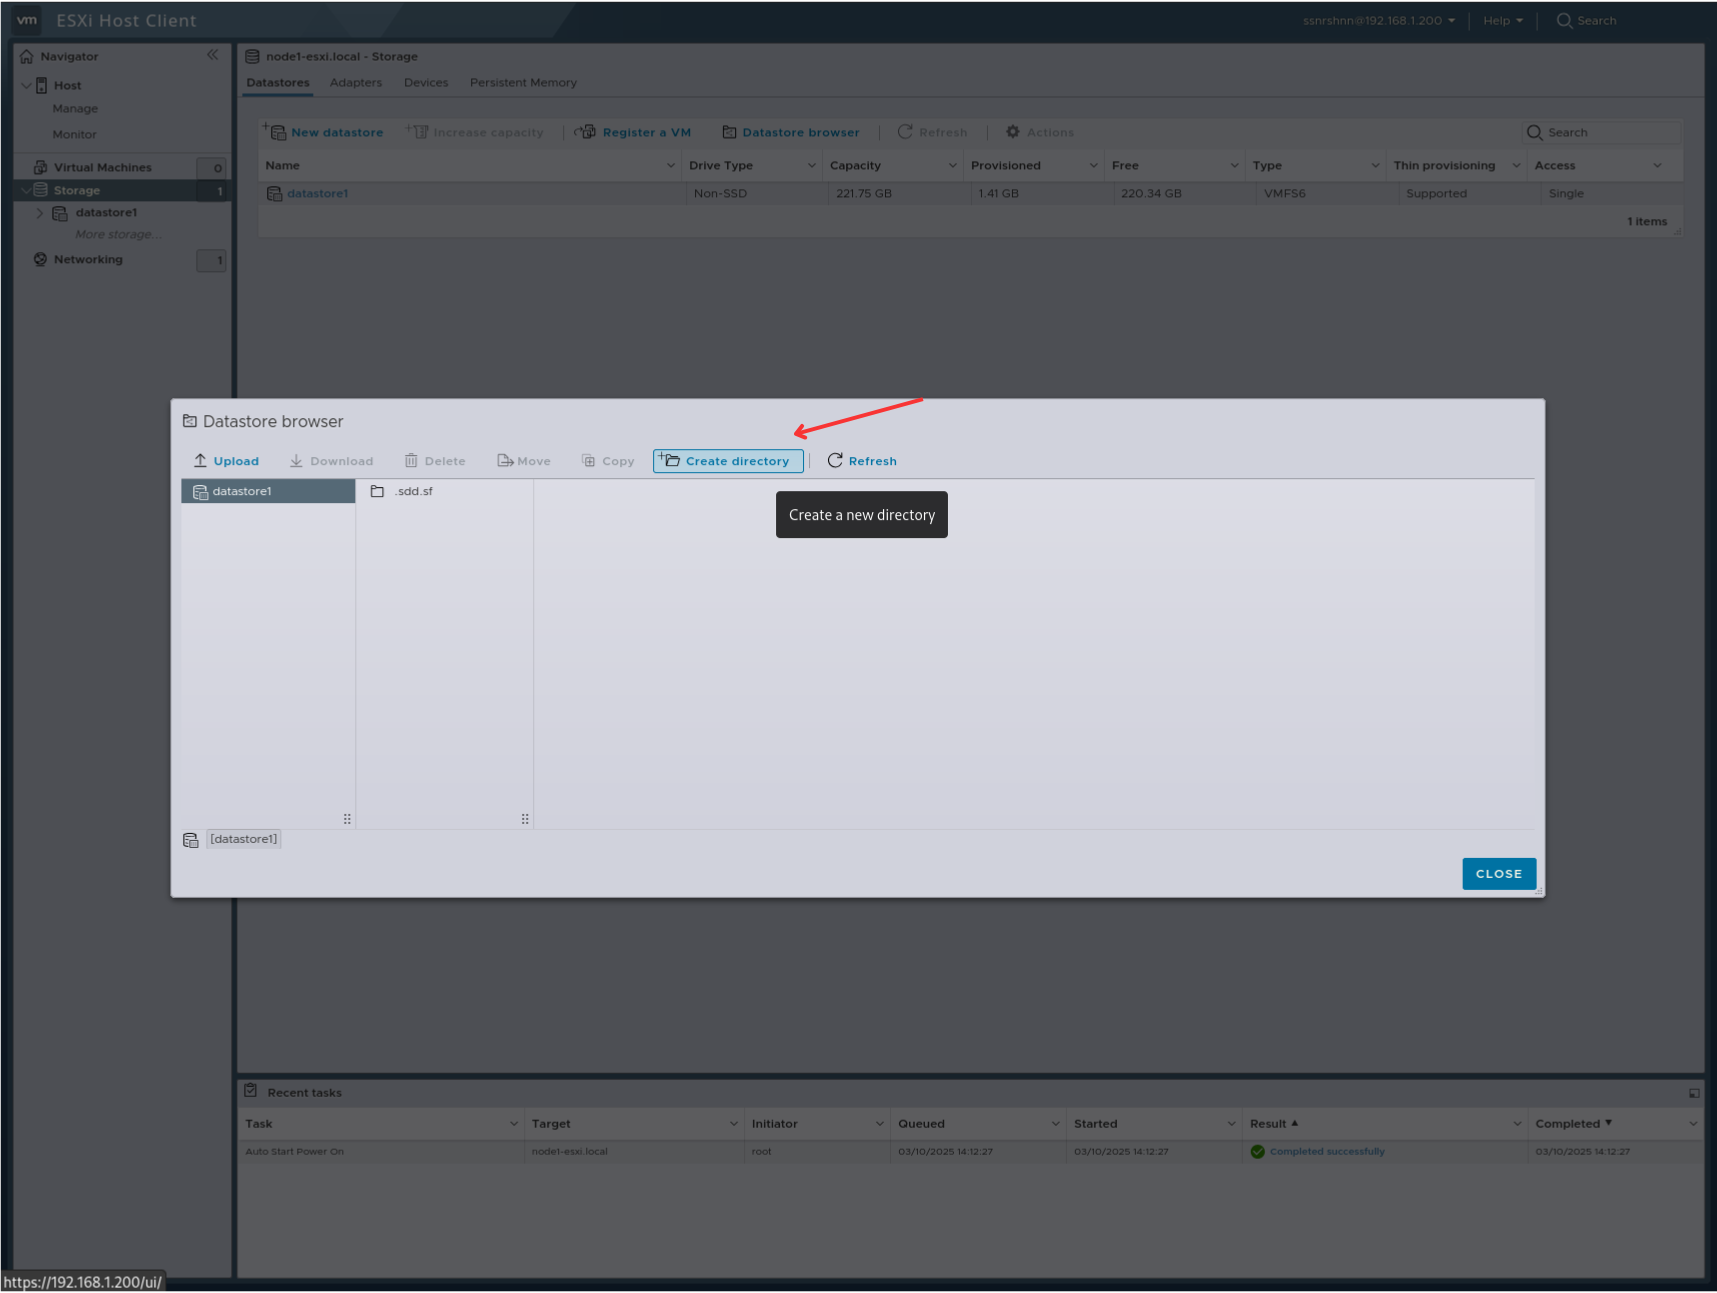 vm ESXi Host Client
ssnrshnn@192.168.1.200 Help Search
Navigator
Host
Manage
Monitor
Virtual Machines 0
Storage 1
datastore1
More storage...
Networking 1
node1-esxi.local - Storage
Datastores Adapters Devices Persistent Memory
New datastore Increase capacity Register a VM Datastore browser Refresh Actions Search
Name Drive Type Capacity Provisioned Free Type Thin provisioning Access
datastore1 Non-SSD 221.75 GB 1.41 GB 220.34 GB VMFS6 Supported Single
1 items
Datastore browser
Upload Download Delete Move Copy Create directory Refresh
datastore1 .sdd.sf
Create a new directory
[datastore1]
CLOSE
Recent tasks
Task Target Initiator Queued Started Result Completed
Auto Start Power On node1-esxi.local root 03/10/2025 14:12:27 03/10/2025 14:12:27 Completed successfully 03/10/2025 14:12:27
https://192.168.1.200/ui/